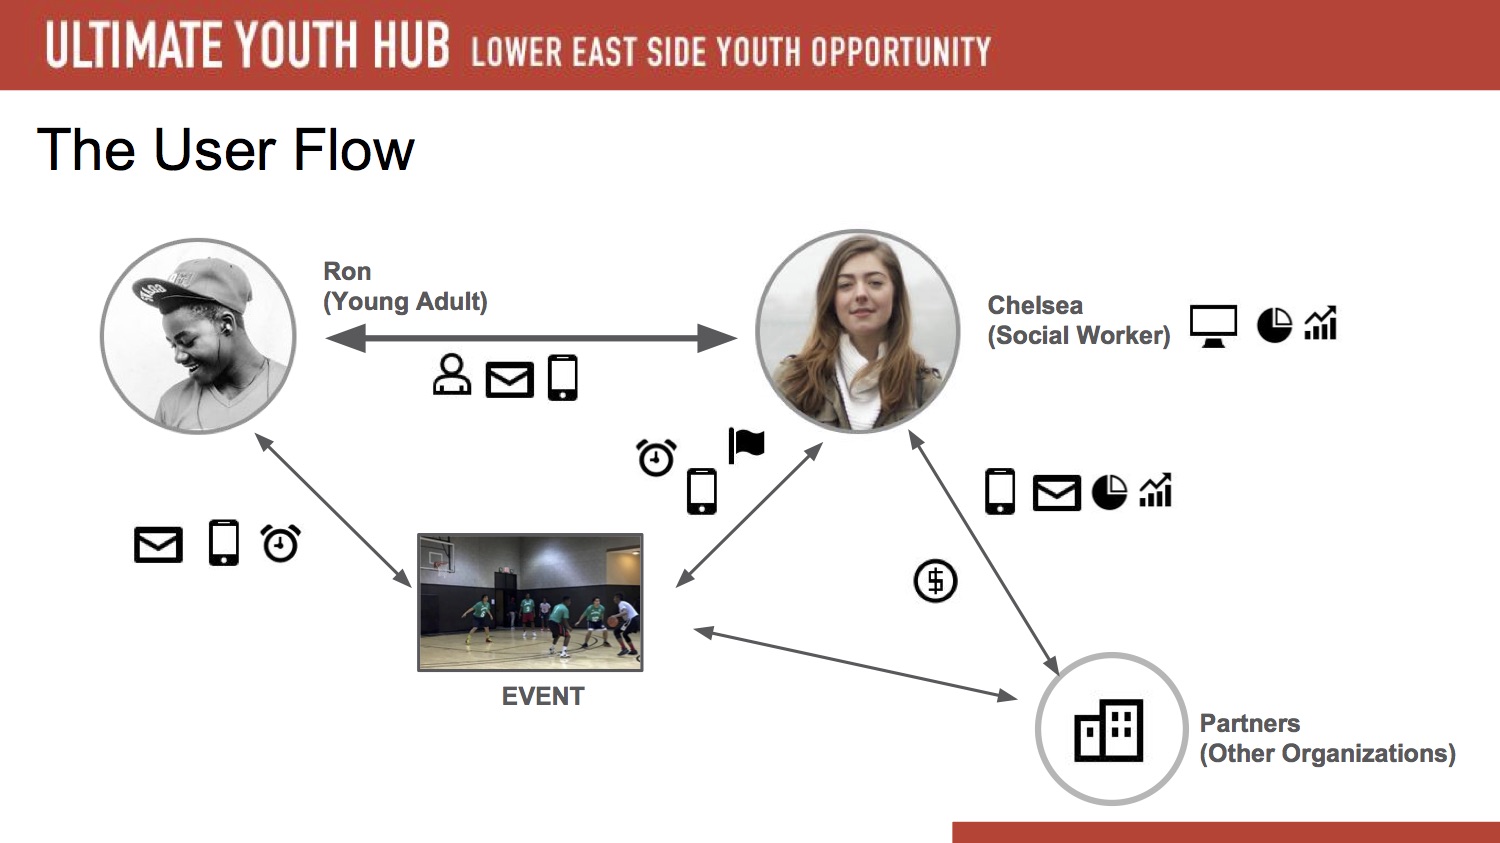 ULTIMATE YOUTH HUB LOWER EAST SIDE YOUTH OPPORTUNITY
The User Flow
Ron
(Young Adult)
Chelsea
(Social Worker)
EVENT
Partners
(Other Organizations)